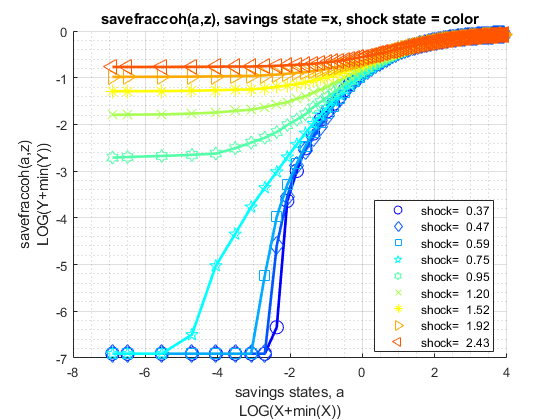 savefraccoh(a,z), savings state =x, shock state = color
savefraccoh(a,z)
LOG(Y+min(Y))
0
-1
-2
-3
-4
-5
-6
-7
shock= 0.37
shock= 0.47
shock= 0.59
shock= 0.75
shock= 0.95
shock= 1.20
shock= 1.52
shock= 1.92
shock= 2.43
-8
-6
-4
-2
0
2
4
savings states, a
LOG(X+min(X))